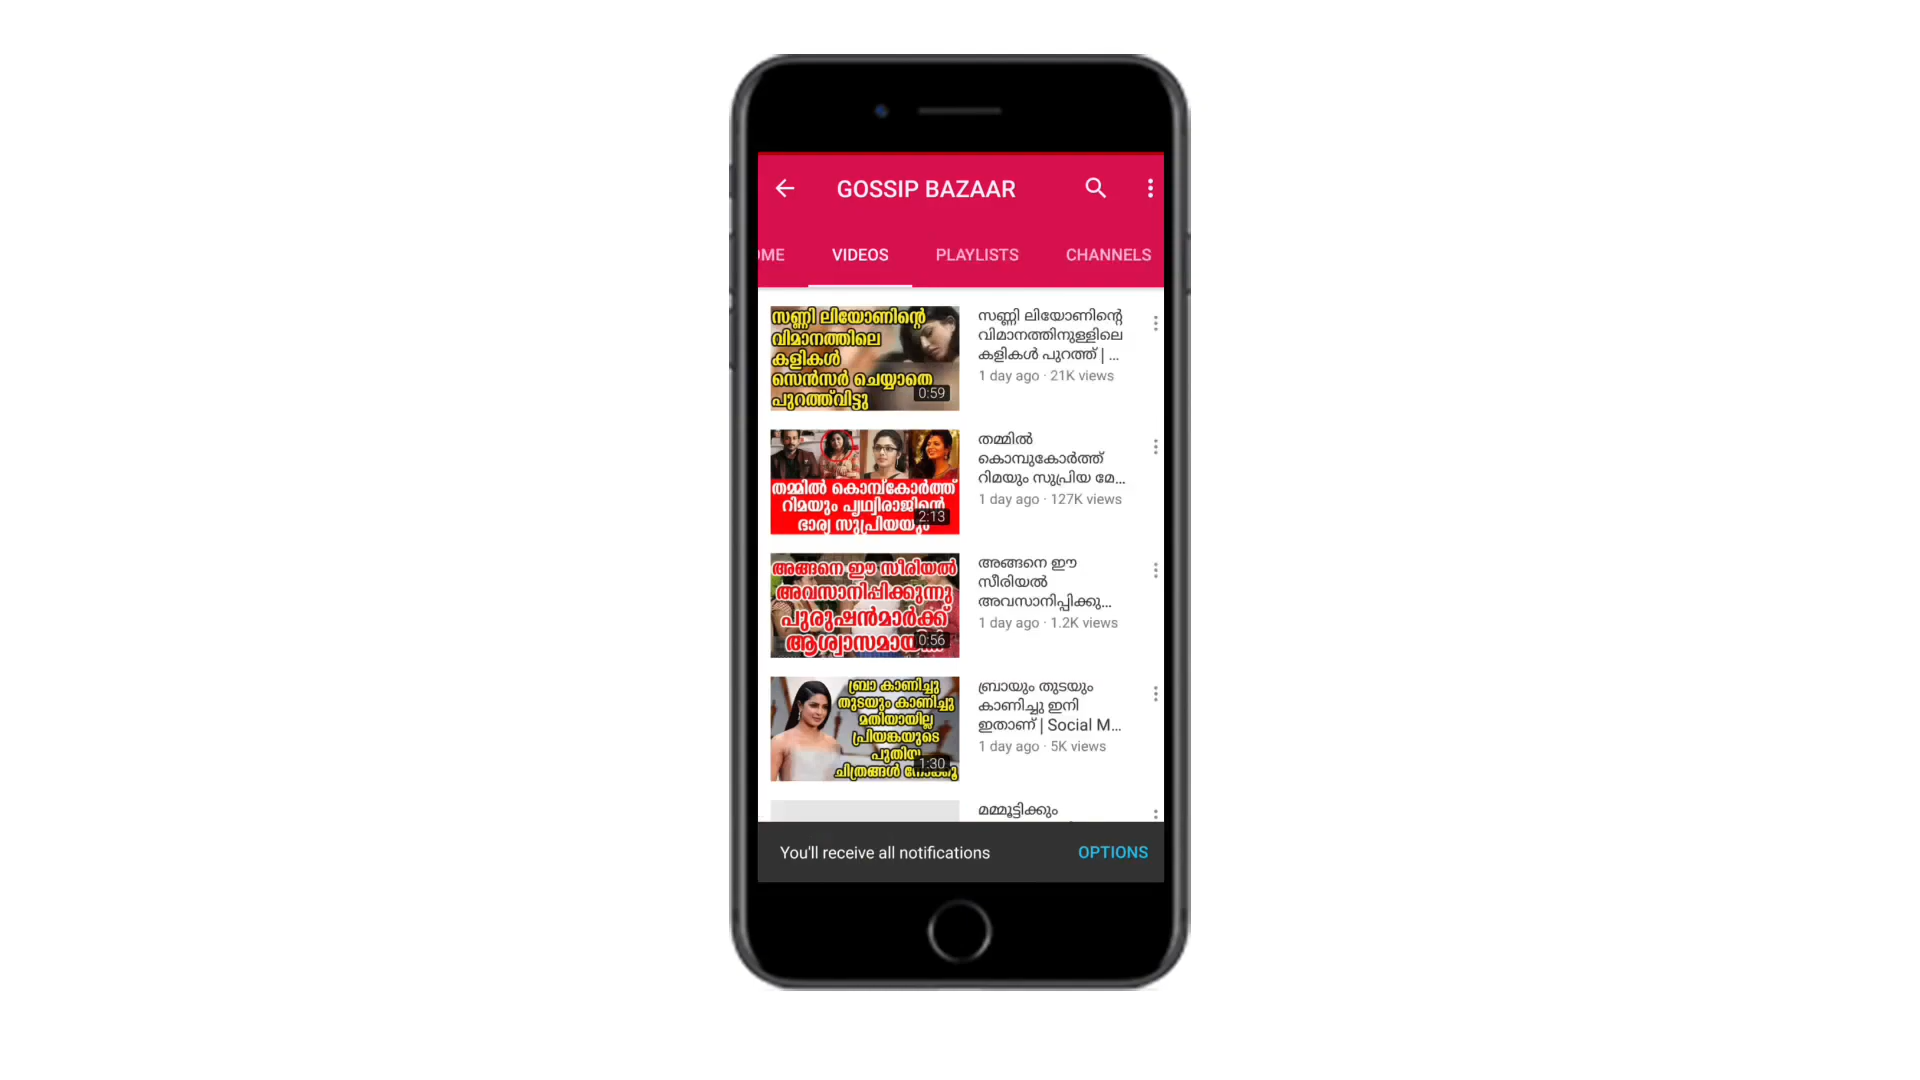 GOSSIP BAZAAR
OME VIDEOS PLAYLISTS CHANNELS
സണ്ണി ലിയോണിന്റെ
വിമാനത്തിലെ
കളികൾ
സെൻസർ ചെയ്യാതെ
പുറത്ത്‌വിട്ടു
0:59
സണ്ണി ലിയോണിന്റെ
വിമാനത്തിനുള്ളിലെ
കളികൾ പുറത്ത് | ...
1 day ago · 21K views
തമ്മിൽ കൊമ്പ്കോർത്ത്
റിമയും പൃഥ്വിരാജിന്റെ
ഭാര്യ സുപ്രിയയും
2:13
തമ്മിൽ
കൊമ്പുകോർത്ത്
റിമയും സുപ്രിയ മേ...
1 day ago · 127K views
അങ്ങനെ ഈ സീരിയൽ
അവസാനിപ്പിക്കുന്നു
പുരുഷൻമാർക്ക്
0:56
അങ്ങനെ ഈ
സീരിയൽ
അവസാനിപ്പിക്കു...
1 day ago · 1.2K views
ബ്രാ കാണിച്ചു
തുടയും കാണിച്ചു
മതിയായില്ല
പ്രിയങ്കയുടെ
പുതിയ
ചിത്രങ്ങൾ നോക്കൂ
1:30
ബ്രായും തുടയും
കാണിച്ചു ഇനി
ഇതാണ് | Social M...
1 day ago · 5K views
മമ്മൂട്ടിക്കും
You'll receive all notifications OPTIONS